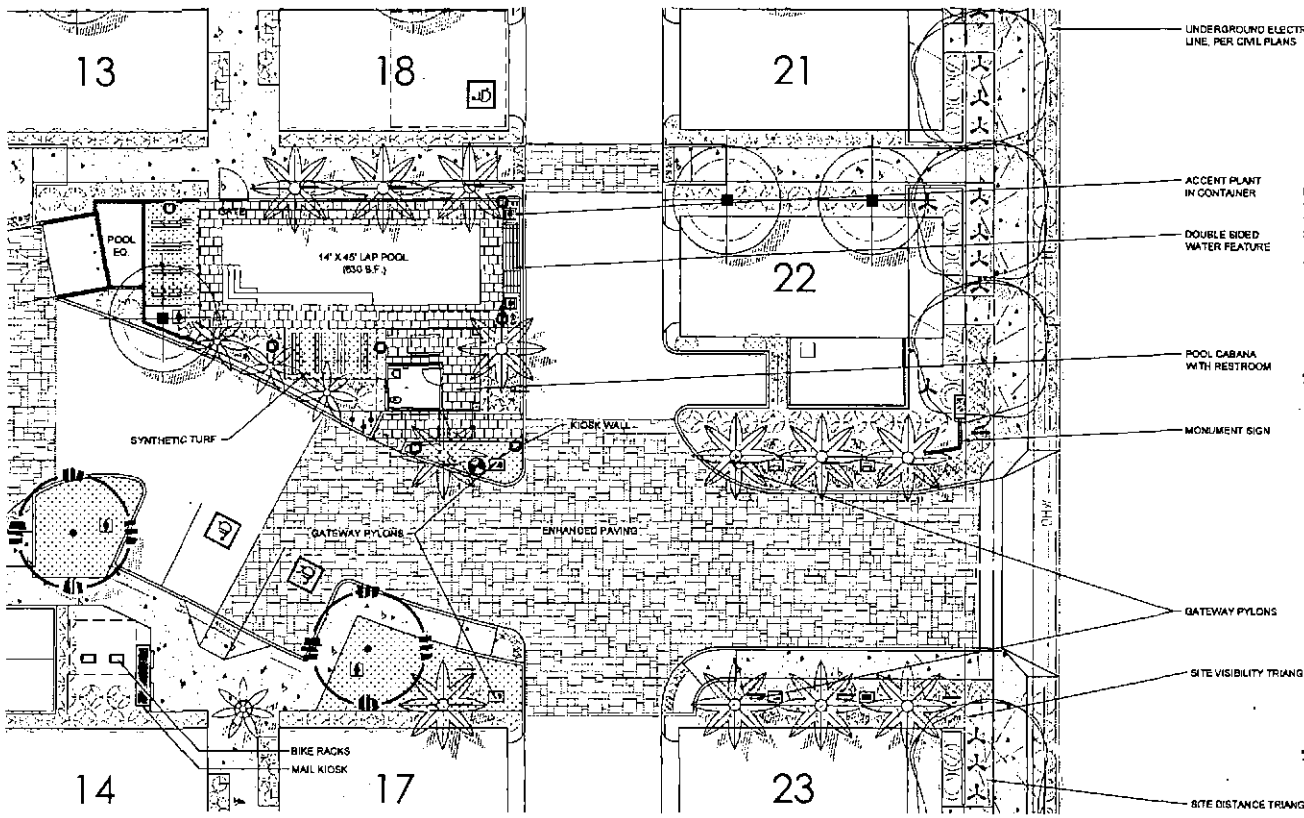 UNDERGROUND ELECTR
LINE, PER CIVIL PLANS
13
18
21
ACCENT PLANT
IN CONTAINER
GATE
POOL
EQ.
14' X 45' LAP POOL
(630 S.F.)
DOUBLE SIDED
WATER FEATURE
22
POOL CABANA
WITH RESTROOM
SYNTHETIC TURF
KIOSK WALL
MONUMENT SIGN
GATEWAY PYLONS
ENHANCED PAVING
OHW
GATEWAY PYLONS
SITE VISIBILITY TRIANG
BIKE RACKS
MAIL KIOSK
14
17
23
SITE DISTANCE TRIANG